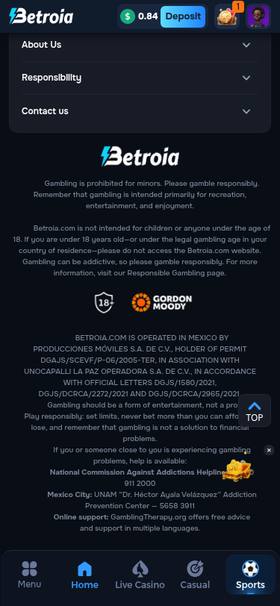 Betroia
$ 0.84 Deposit
1
About Us
Responsibility
Contact us
Betroia
Gambling is prohibited for minors. Please gamble responsibly.
Remember that gambling is intended primarily for recreation,
entertainment, and enjoyment.
Betroia.com is not intended for children or anyone under the age of
18. If you are under 18 years old—or under the legal gambling age in your
country of residence—please do not access the Betroia.com website.
Gambling can be addictive, so please gamble responsibly. For more
information, visit our Responsible Gambling page.
18+
GORDON
MOODY
BETROIA.COM IS OPERATED IN MEXICO BY
PRODUCCIONES MÓVILES S.A. DE C.V., HOLDER OF PERMIT
DGAJS/SCEVF/P-06/2005-TER, IN ASSOCIATION WITH
UNOCAPALLI LA PAZ OPERADORA S.A. DE C.V., IN ACCORDANCE
WITH OFFICIAL LETTERS DGJS/1580/2021,
DGJS/DCRCA/2272/2021 AND DGJS/DCRCA/2965/2021
Gambling should be a form of entertainment, not a
Play responsibly: set limits, never bet more than you can
lose, and remember that gambling is not a solution to financial
problems.
If you or someone close to you is experiencing gambling
problems, help is available:
National Commission Against Addictions
911 2000
Mexico City: UNAM "Dr. Héctor Ayala Velázquez" Addiction
Prevention Center — 5658 3911
Online support: GamblingTherapy.org offers free advice
and support in multiple languages.
TOP
Menu
Home
Live Casino
Casual
Sports